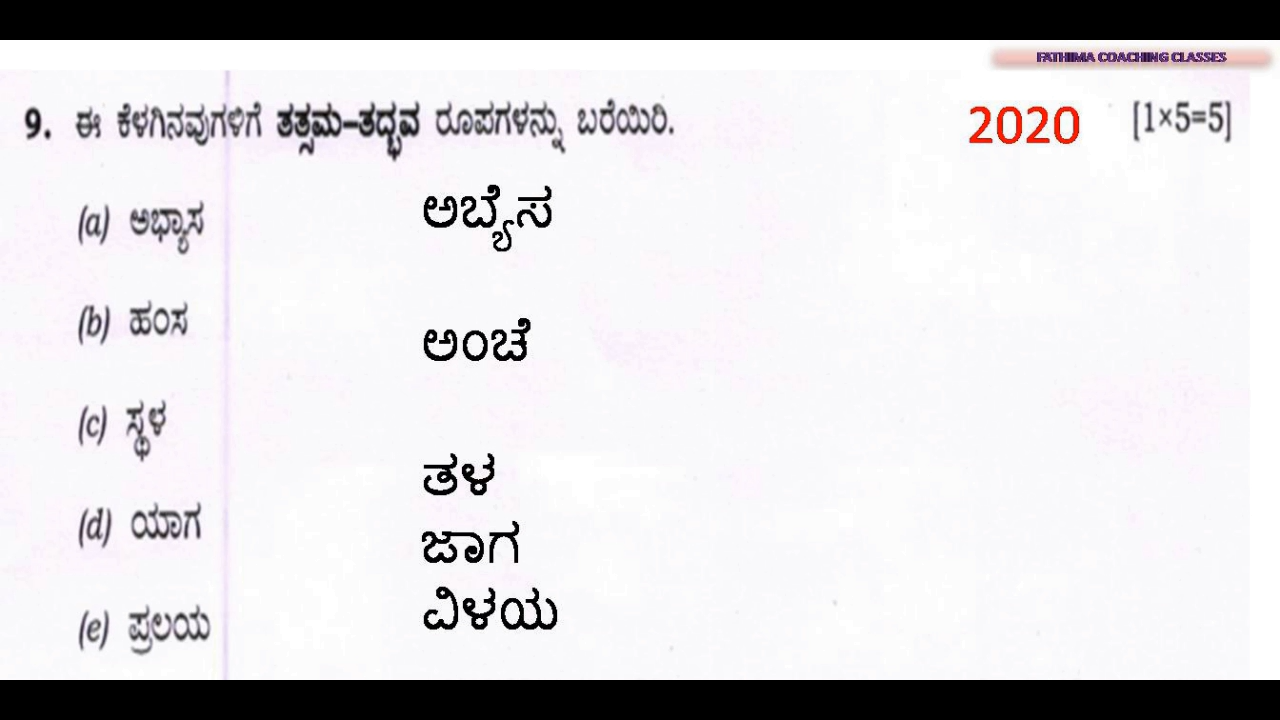 FATHIMA COACHING CLASSES
9. ಈ ಕೆಳಗಿನವುಗಳಿಗೆ ತತ್ಸಮ-ತದ್ಭವ ರೂಪಗಳನ್ನು ಬರೆಯಿರಿ. 2020 [1×5=5]
(a) ಅಭ್ಯಾಸ ಅಬ್ಯೆಸ
(b) ಹಂಸ ಅಂಚೆ
(c) ಸ್ಥಳ ತಳ
(d) ಯಾಗ ಜಾಗ
(e) ಪ್ರಲಯ ವಿಳಯ